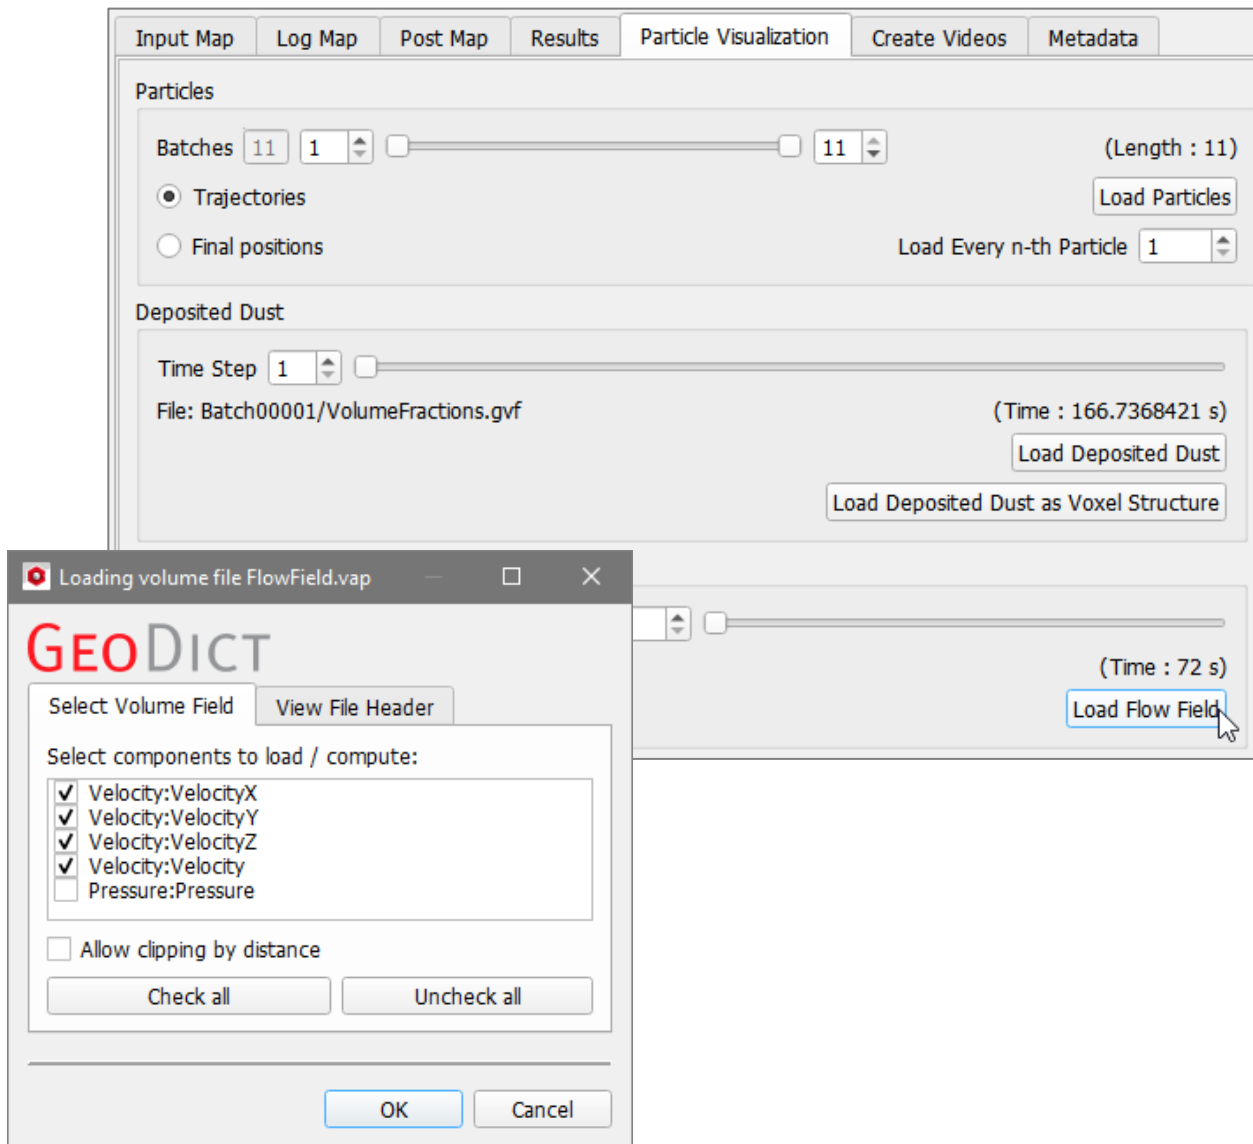 Input Map Log Map Post Map Results Particle Visualization Create Videos Metadata
Particles
Batches 11 1 11 (Length : 11)
Trajectories Load Particles
Final positions Load Every n-th Particle 1
Deposited Dust
Time Step 1
File: Batch00001/VolumeFractions.gvf (Time : 166.7368421 s)
Load Deposited Dust
Load Deposited Dust as Voxel Structure
(Time : 72 s)
Load Flow Field
Loading volume file FlowField.vap
GEODICT
Select Volume Field View File Header
Select components to load / compute:
Velocity:VelocityX
Velocity:VelocityY
Velocity:VelocityZ
Velocity:Velocity
Pressure:Pressure
Allow clipping by distance
Check all Uncheck all
OK Cancel